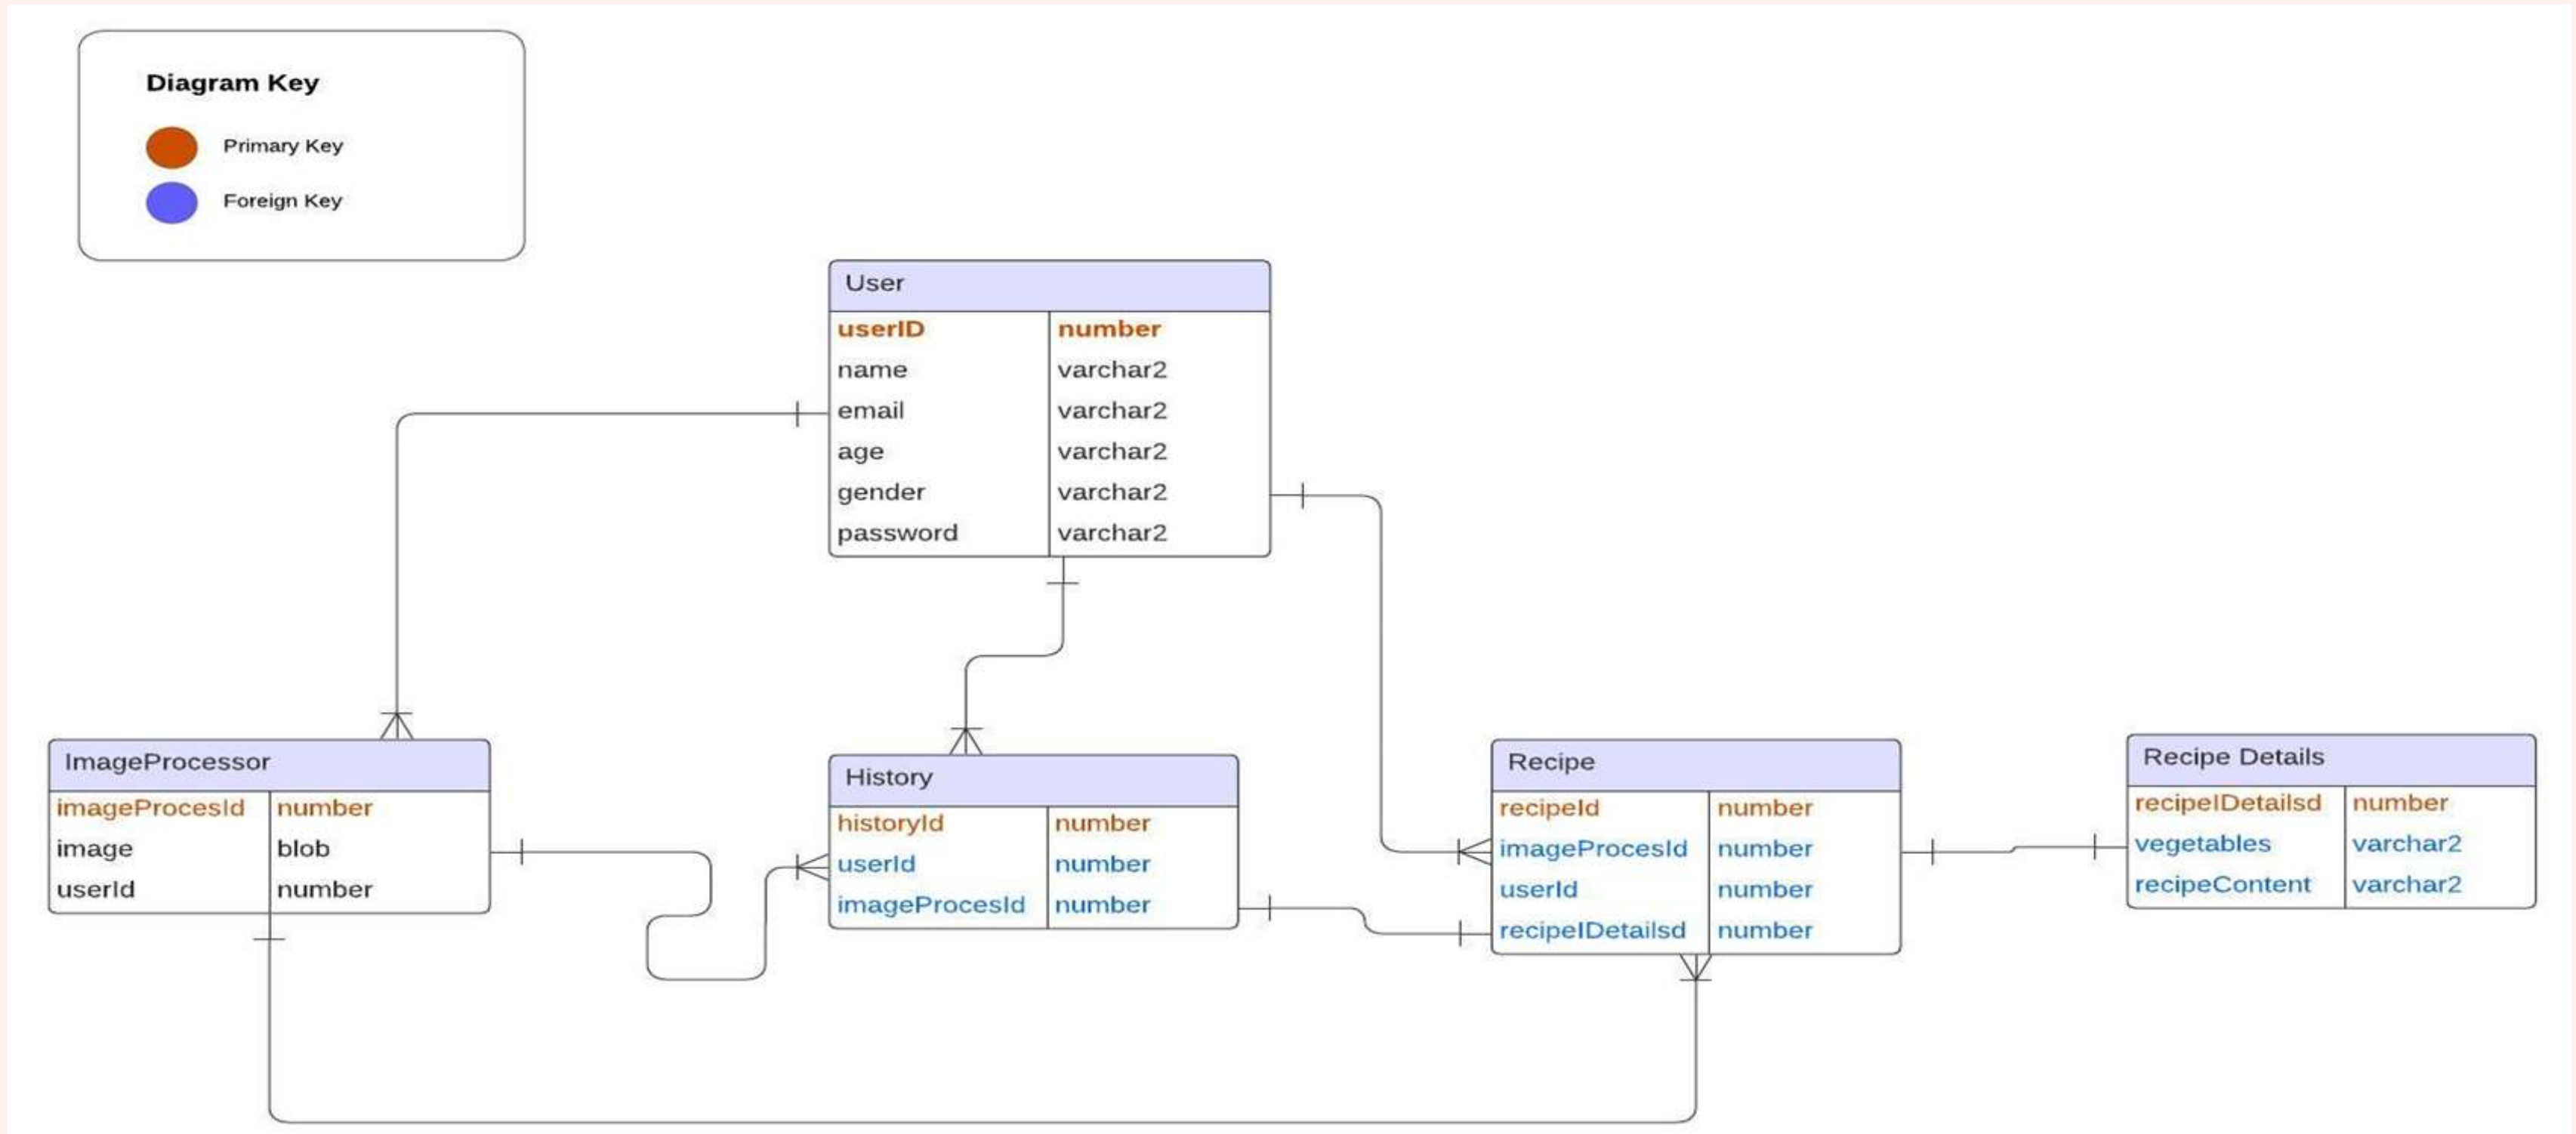 Diagram Key
Primary Key
Foreign Key
User
userID number
name varchar2
email varchar2
age varchar2
gender varchar2
password varchar2
ImageProcessor
imageProcesId number
image blob
userId number
History
historyId number
userId number
imageProcesId number
Recipe
recipeId number
imageProcesId number
userId number
recipeIDetailsd number
Recipe Details
recipeIDetailsd number
vegetables varchar2
recipeContent varchar2